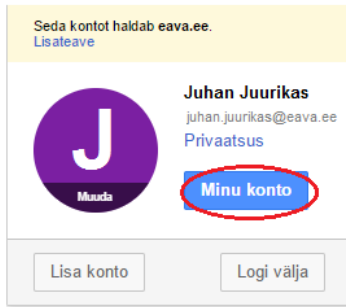 Seda kontot haldab eava.ee.
Lisateave
J
Muuda
Juhan Juurikas
juhan.juurikas@eava.ee
Privaatsus
Minu konto
Lisa konto
Logi välja